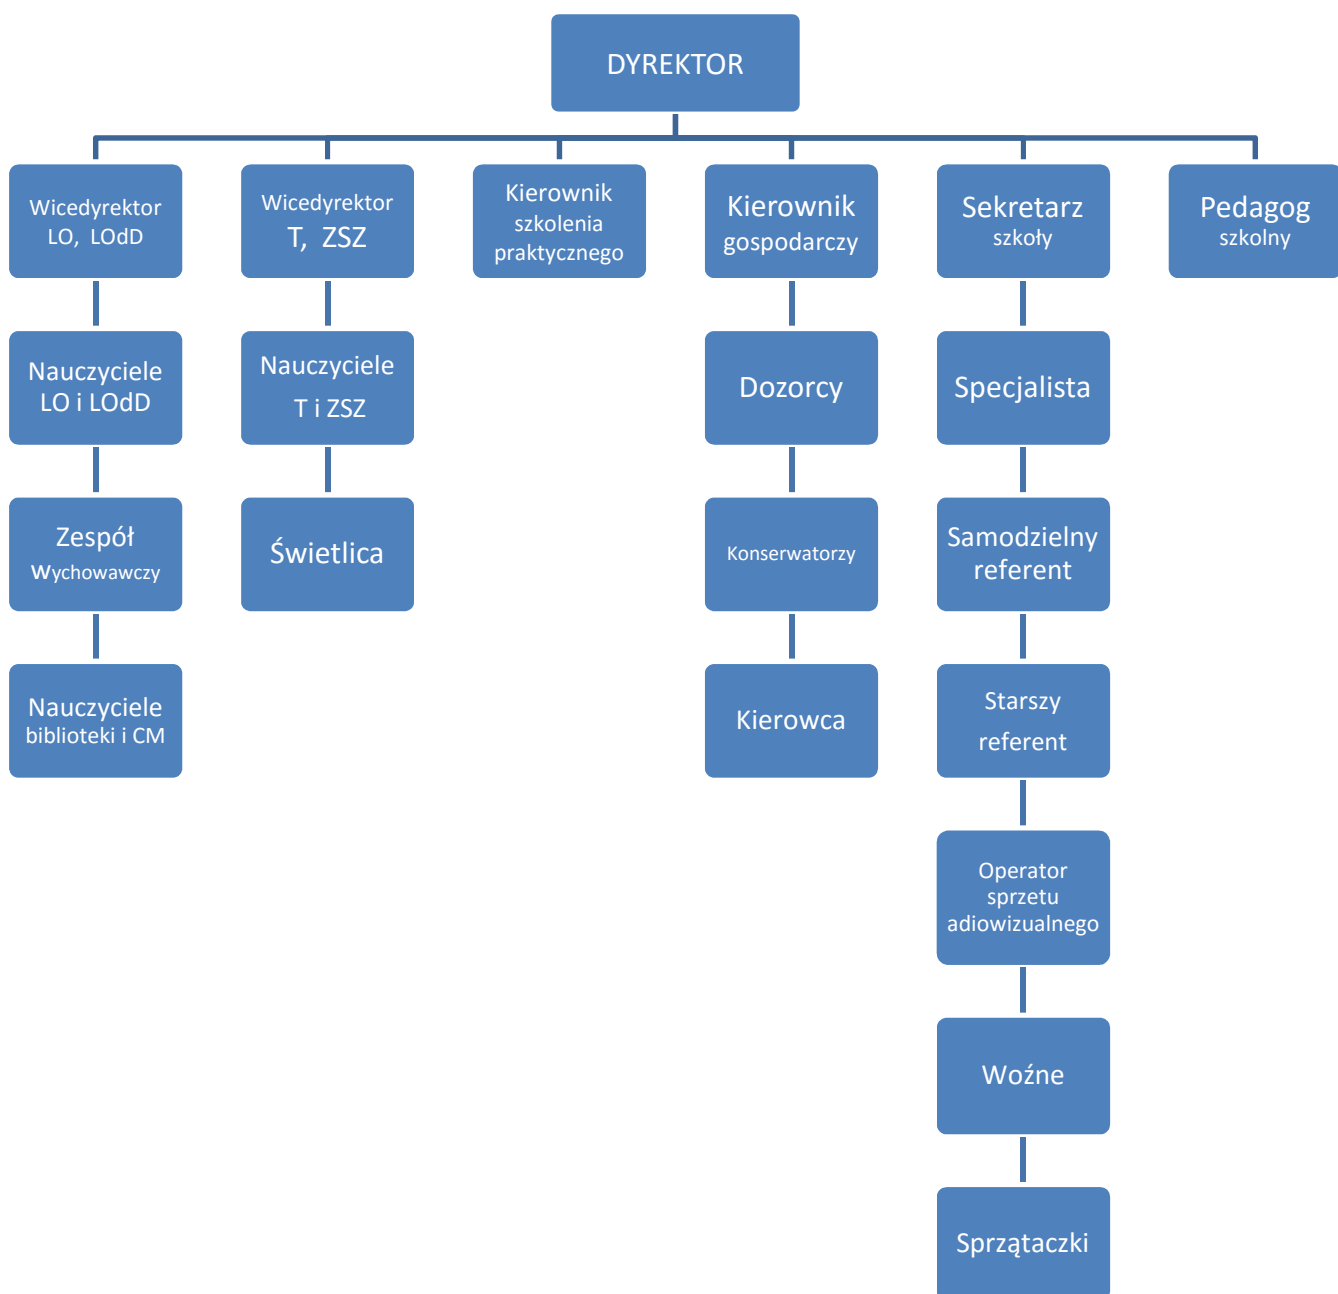 DYREKTOR
Wicedyrektor
LO, LOdD
Wicedyrektor
T, ZSZ
Kierownik
szkolenia
praktycznego
Kierownik
gospodarczy
Sekretarz
szkoły
Pedagog
szkolny
Nauczyciele
LO i LOdD
Nauczyciele
T i ZSZ
Dozorcy
Specjalista
Zespół
Wychowawczy
Świetlica
Konserwatorzy
Samodzielny
referent
Nauczyciele
biblioteki i CM
Kierowca
Starszy
referent
Operator
sprzetu
adiowizualnego
Woźne
Sprzątaczki